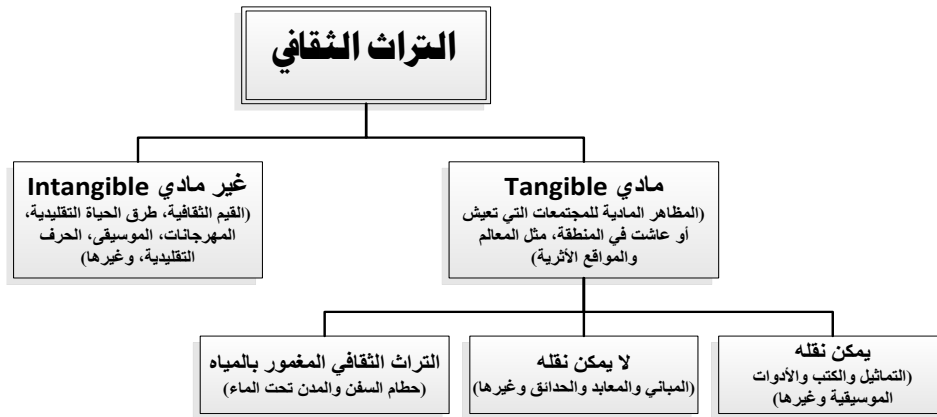 التراث الثقافي
مادي Tangible
(المظاهر المادية للمجتمعات التي تعيش
أو عاشت في المنطقة، مثل المعالم
والمواقع الأثرية)
غير مادي Intangible
(القيم الثقافية، طرق الحياة التقليدية،
المهرجانات، الموسيقى، الحرف
التقليدية، وغيرها)
يمكن نقله
(التماثيل والكتب والأدوات
الموسيقية وغيرها)
لا يمكن نقله
(المباني والمعابد والحدائق وغيرها)
التراث الثقافي المغمور بالمياه
(حطام السفن والمدن تحت الماء)